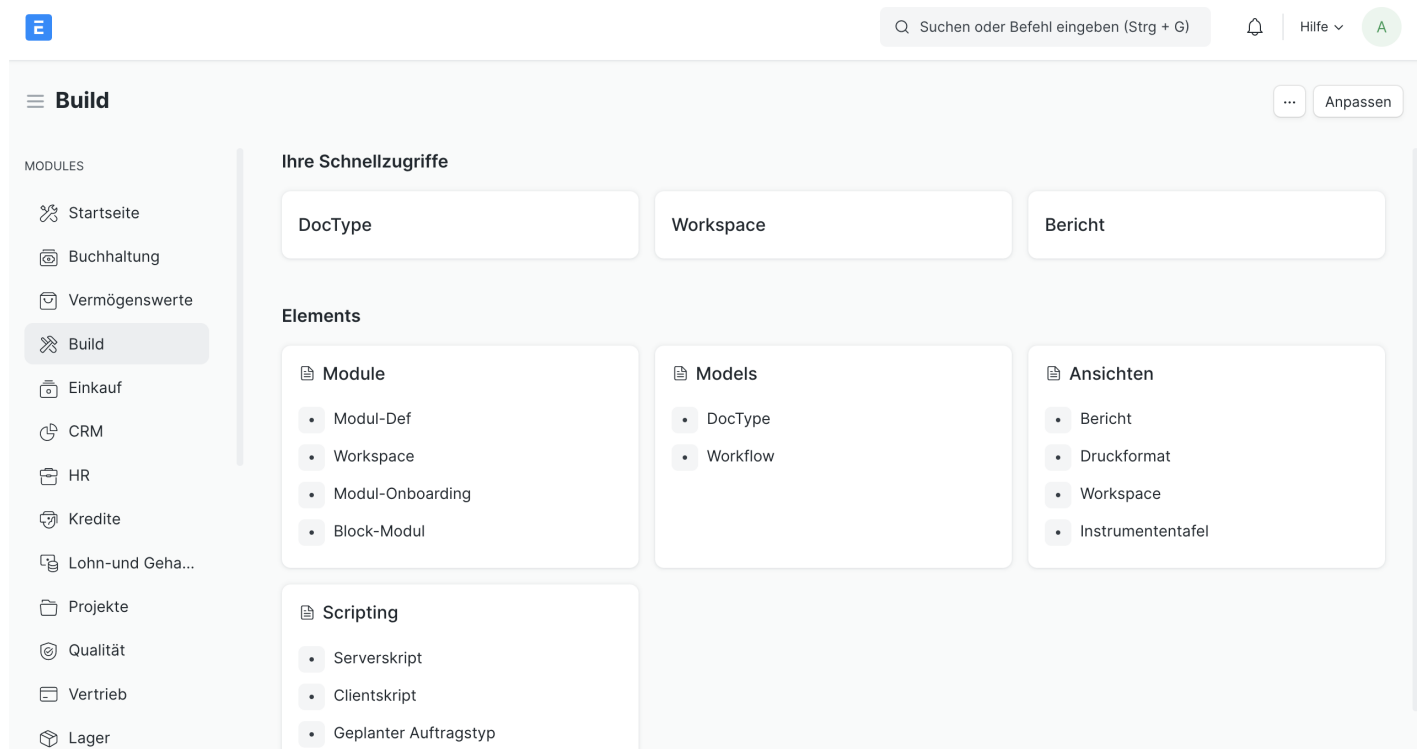 E
Suchen oder Befehl eingeben (Strg + G)
Hilfe
A
Build
...
Anpassen
MODULES
Startseite
Buchhaltung
Vermögenswerte
Build
Einkauf
CRM
HR
Kredite
Lohn-und Geha...
Projekte
Qualität
Vertrieb
Lager
Ihre Schnellzugriffe
DocType
Workspace
Bericht
Elements
Module
Modul-Def
Workspace
Modul-Onboarding
Block-Modul
Models
DocType
Workflow
Ansichten
Bericht
Druckformat
Workspace
Instrumententafel
Scripting
Serverskript
Clientskript
Geplanter Auftragstyp